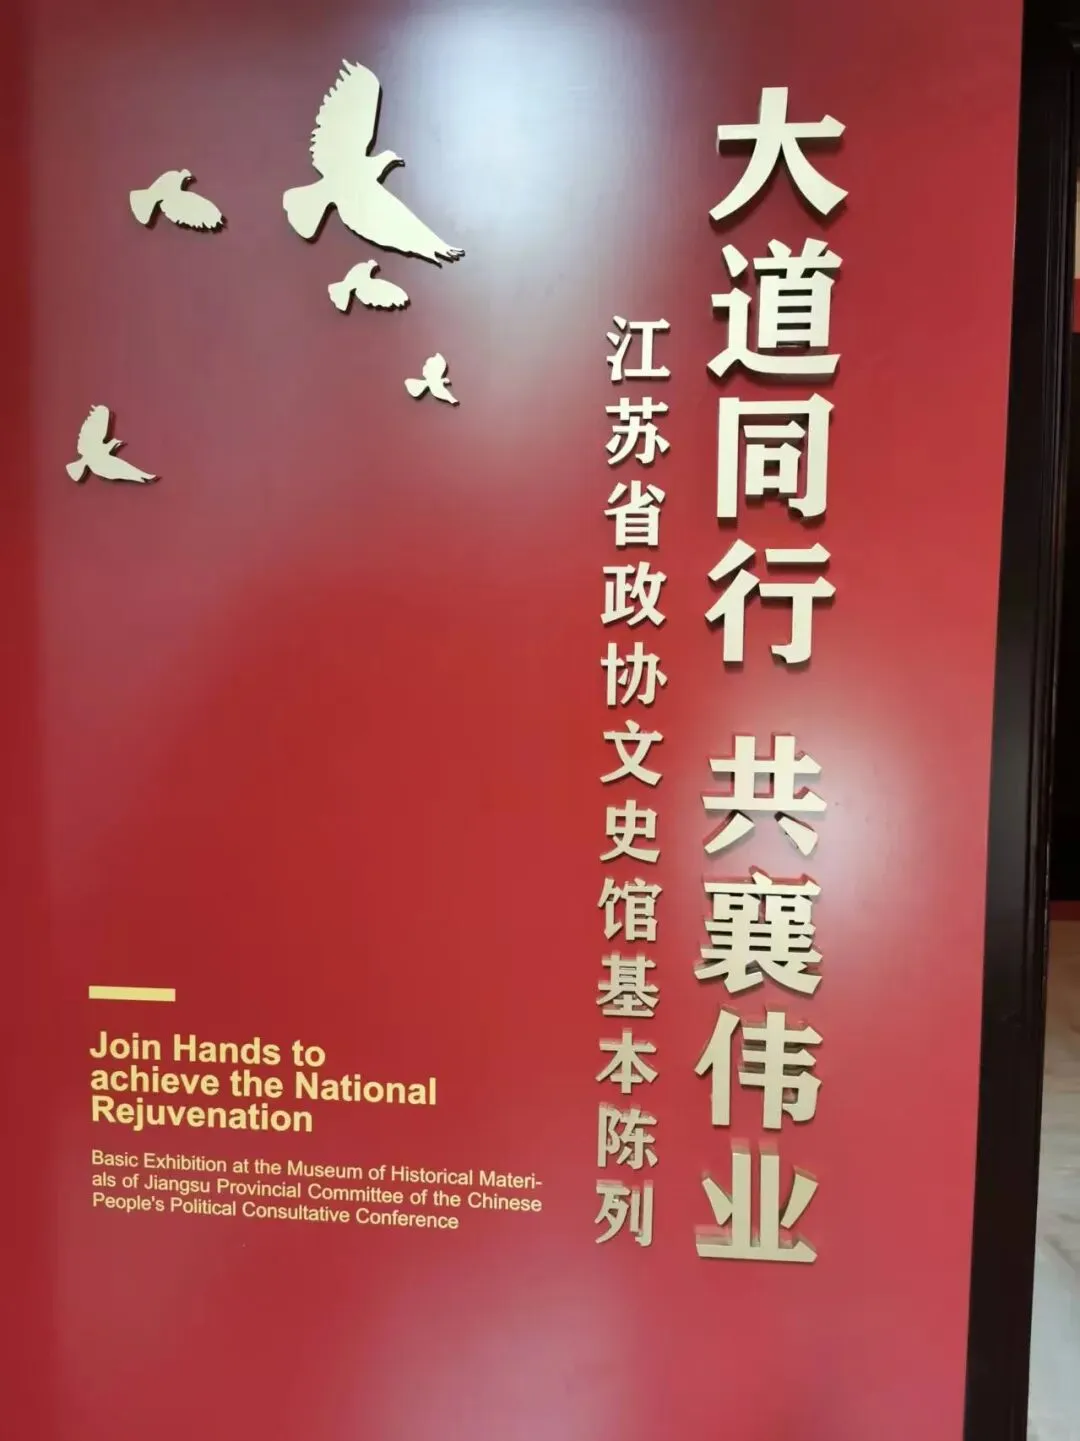 大道同行 共襄伟业
江苏省政协文史馆基本陈列
Join Hands to
achieve the National
Rejuvenation
Basic Exhibition at the Museum of Historical Materi-
als of Jiangsu Provincial Committee of the Chinese
People's Political Consultative Conference